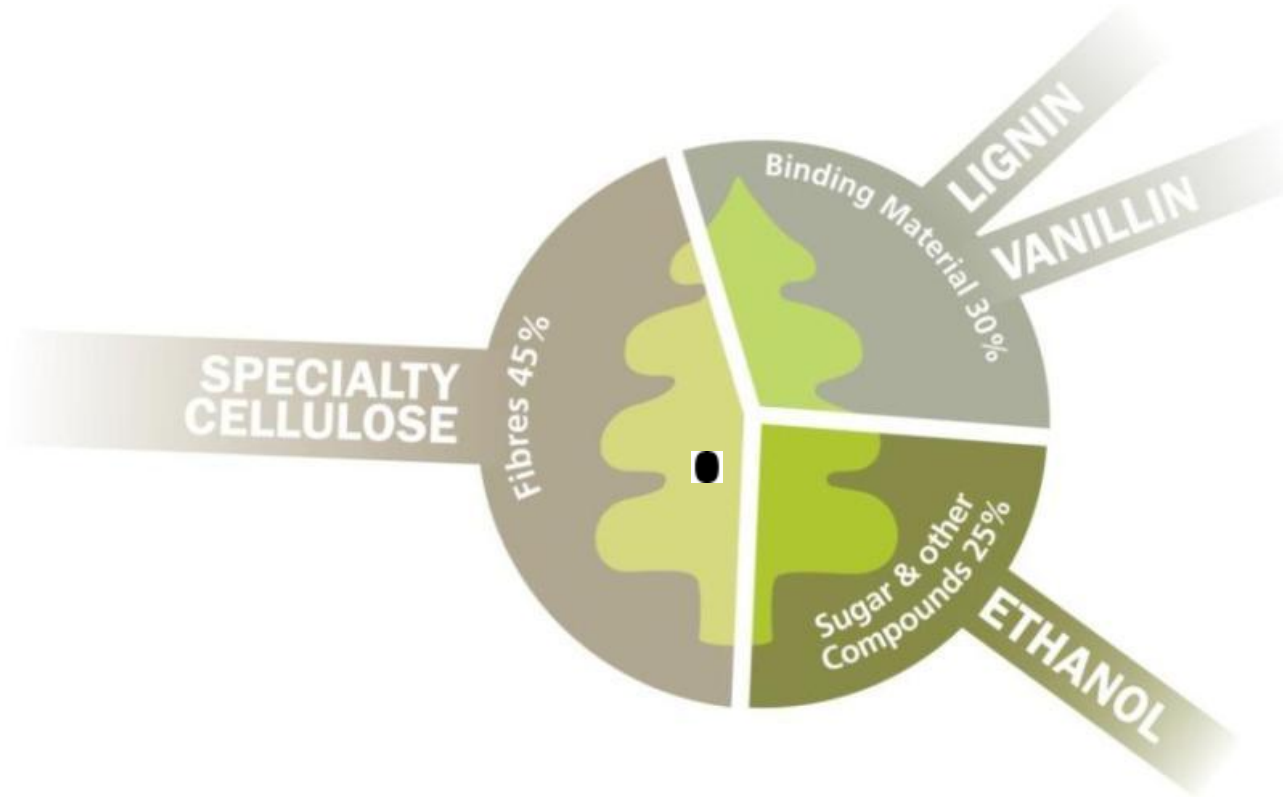 SPECIALTY
CELLULOSE
Fibres 45%
Binding Material 30%
LIGNIN
VANILLIN
Sugar & other
Compounds 25%
ETHANOL